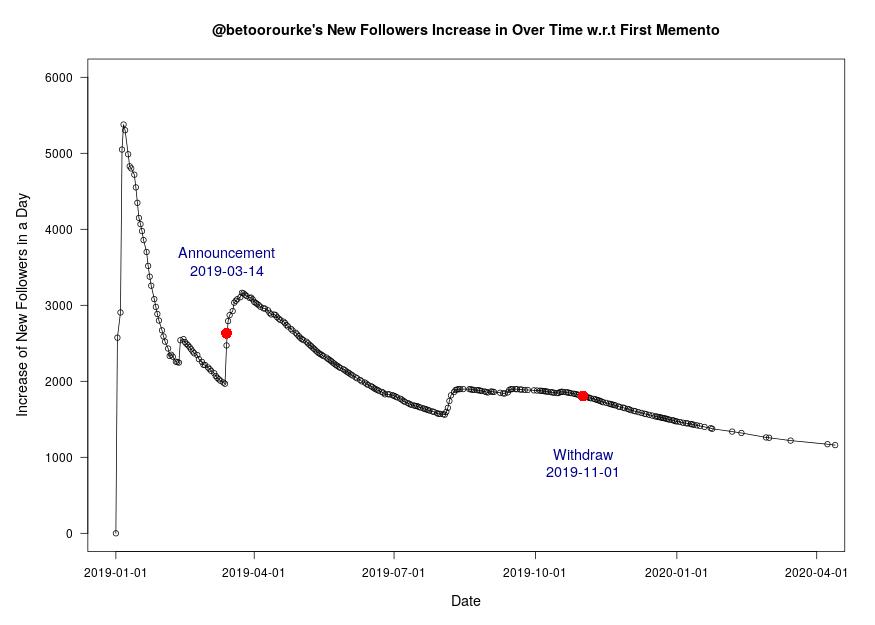 @betoorourke's New Followers Increase in Over Time w.r.t First Memento
6000
5000
4000
3000
2000
1000
0
Increase of New Followers in a Day
Announcement
2019-03-14
Withdraw
2019-11-01
2019-01-01 2019-04-01 2019-07-01 2019-10-01 2020-01-01 2020-04-01
Date